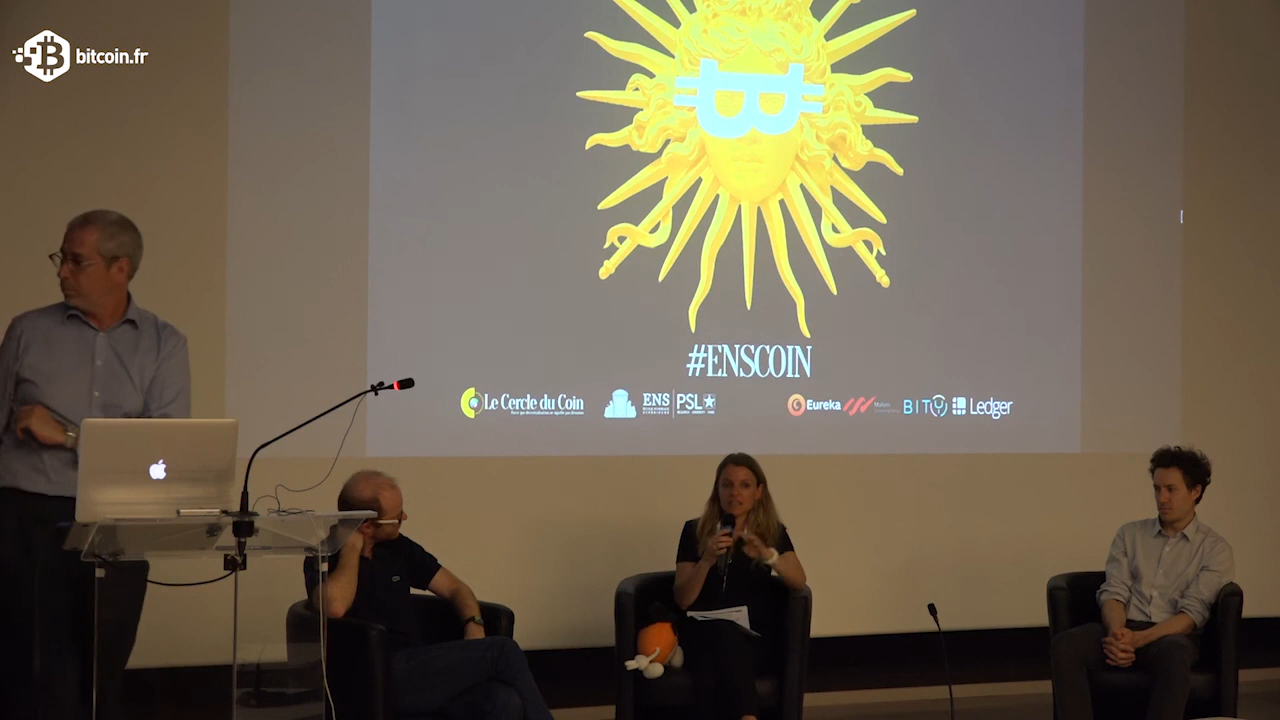 bitcoin.fr
#ENSCOIN
Le Cercle du Coin
ENS
PSL
Eureka
BITY
Ledger